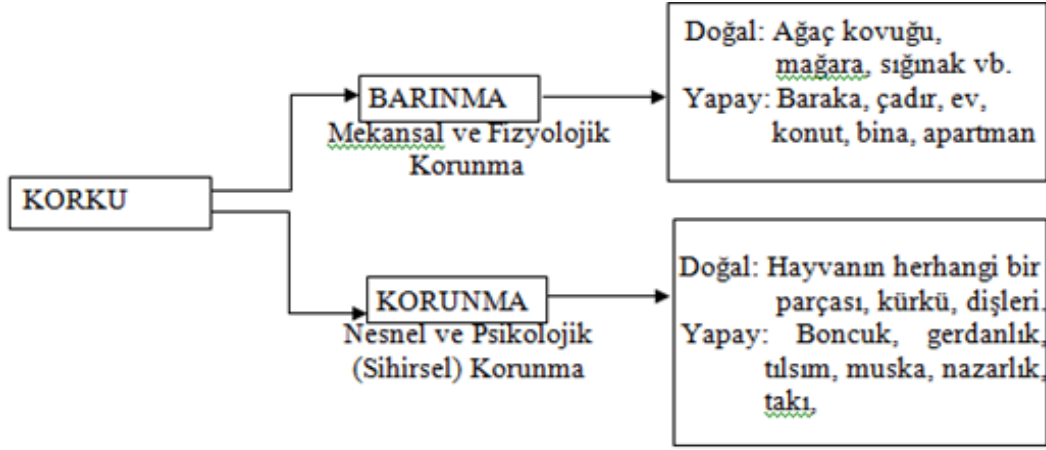 KORKU
BARINMA
Mekansal ve Fizyolojik
Korunma
Doğal: Ağaç kovuğu,
mağara, sığınak vb.
Yapay: Baraka, çadır, ev,
konut, bina, apartman
KORUNMA
Nesnel ve Psikolojik
(Sihirsel) Korunma
Doğal: Hayvanın herhangi bir
parçası, kürkü, dişleri.
Yapay: Boncuk, gerdanlık,
tılsım, muska, nazarlık,
takı,